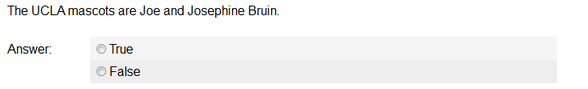 The UCLA mascots are Joe and Josephine Bruin.
Answer:
True
False